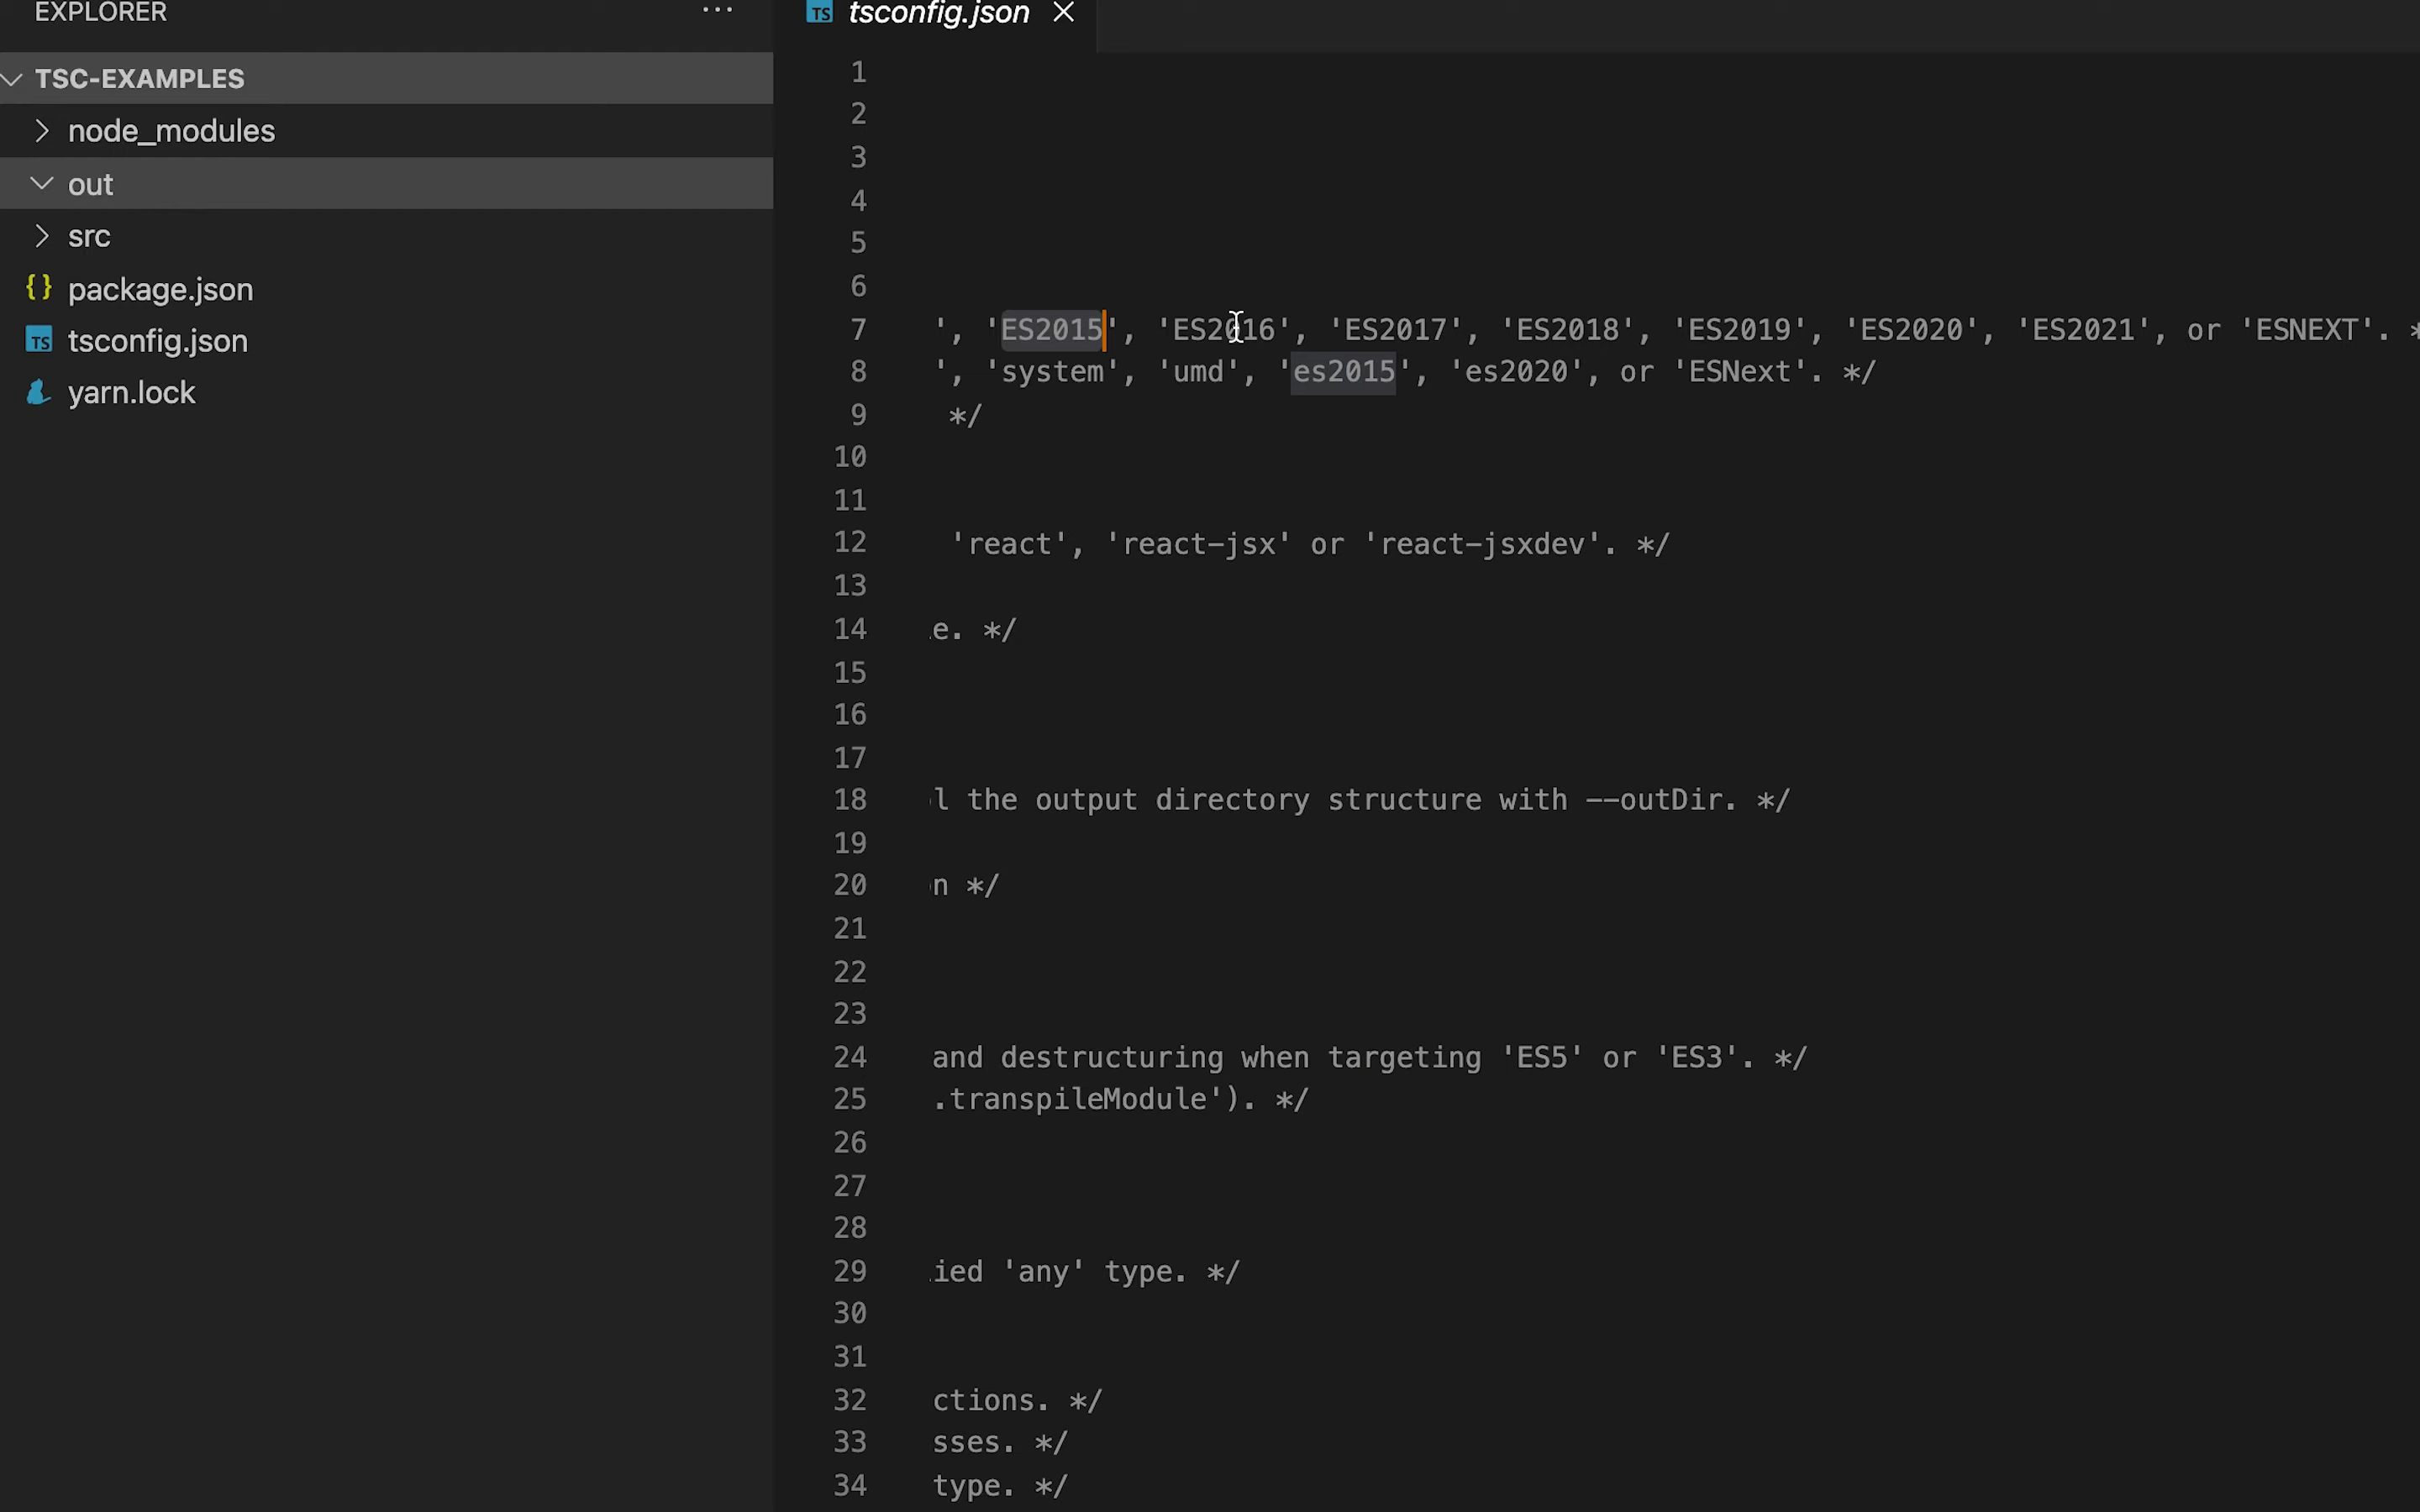 EXPLORER
TSC-EXAMPLES
node_modules
out
src
package.json
tsconfig.json
yarn.lock
TS tsconfig.json
1
2
3
4
5
6
7 ', 'ES2015', 'ES2016', 'ES2017', 'ES2018', 'ES2019', 'ES2020', 'ES2021', or 'ESNEXT'. *
8 ', 'system', 'umd', 'es2015', 'es2020', or 'ESNext'. */
9 */
10
11
12 'react', 'react-jsx' or 'react-jsxdev'. */
13
14 e. */
15
16
17
18 l the output directory structure with --outDir. */
19
20 n */
21
22
23
24 and destructuring when targeting 'ES5' or 'ES3'. */
25 .transpileModule'). */
26
27
28
29 ied 'any' type. */
30
31
32 ctions. */
33 sses. */
34 type. */